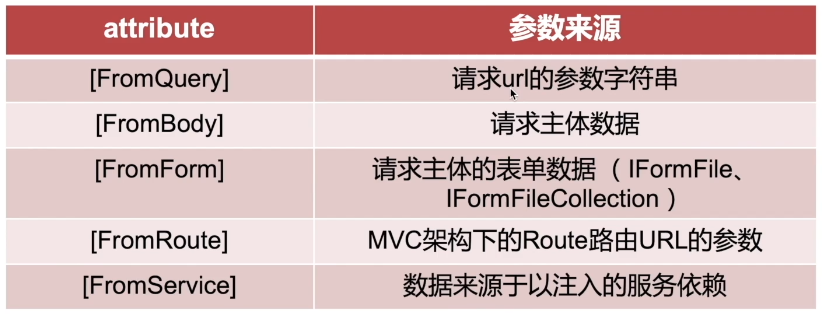 attribute 参数来源
[FromQuery] 请求url的参数字符串
[FromBody] 请求主体数据
[FromForm] 请求主体的表单数据 （ IFormFile、
IFormFileCollection ）
[FromRoute] MVC架构下的Route路由URL的参数
[FromService] 数据来源于以注入的服务依赖